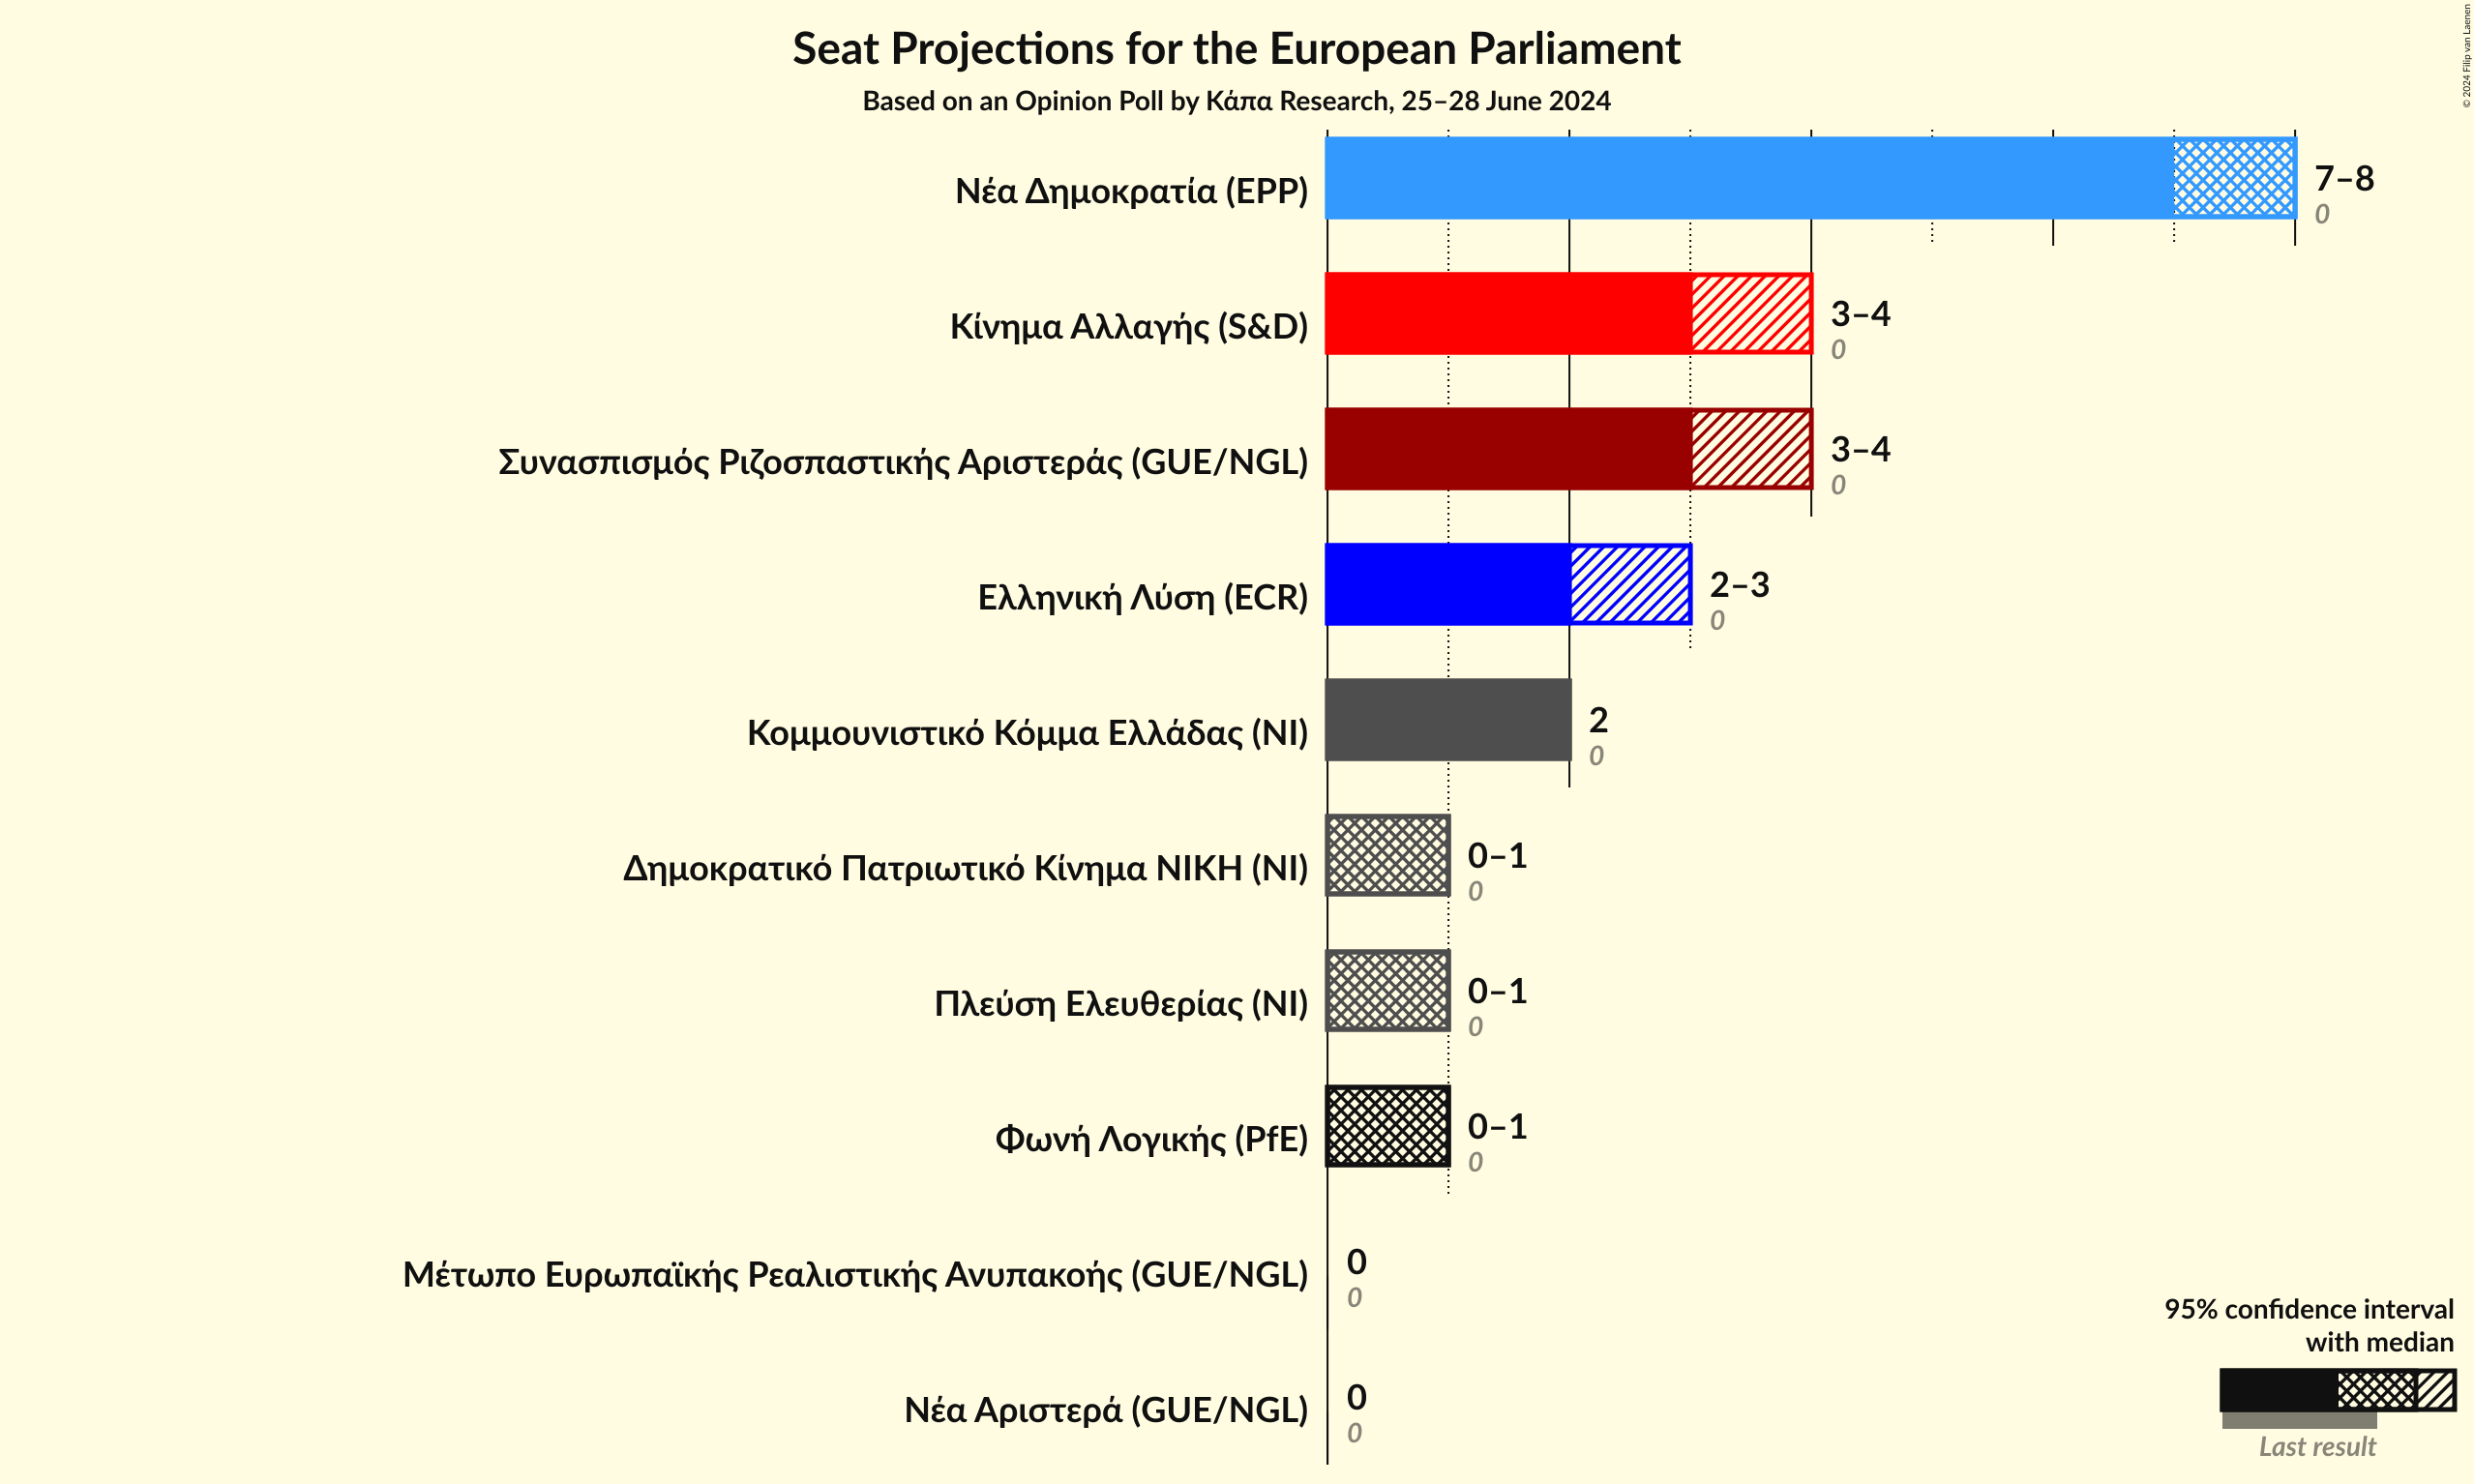 Seat Projections for the European Parliament
Based on an Opinion Poll by Κάπα Research, 25–28 June 2024
© 2024 Filip van Laenen
Νέα Δημοκρατία (EPP)
7–8
0
Κίνημα Αλλαγής (S&D)
3–4
0
Συνασπισμός Ριζοσπαστικής Αριστεράς (GUE/NGL)
3–4
0
Ελληνική Λύση (ECR)
2–3
0
Κομμουνιστικό Κόμμα Ελλάδας (NI)
2
0
Δημοκρατικό Πατριωτικό Κίνημα ΝΙΚΗ (NI)
0–1
0
Πλεύση Ελευθερίας (NI)
0–1
0
Φωνή Λογικής (PfE)
0–1
0
Μέτωπο Ευρωπαϊκής Ρεαλιστικής Ανυπακοής (GUE/NGL)
0
0
Νέα Αριστερά (GUE/NGL)
0
0
95% confidence interval
with median
Last result